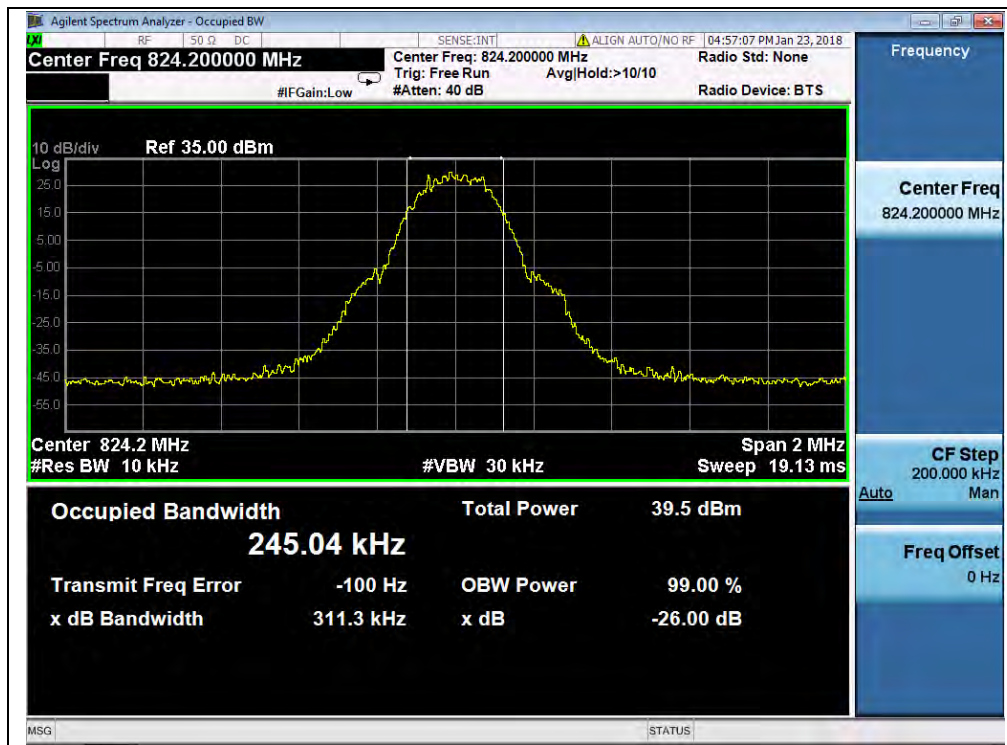 Agilent Spectrum Analyzer - Occupied BW
LXI RF 50 Ω DC SENSE:INT ALIGN AUTO/NO RF 04:57:07 PM Jan 23, 2018
Center Freq 824.200000 MHz
Center Freq: 824.200000 MHz
Radio Std: None
Trig: Free Run Avg|Hold:>10/10
#IFGain:Low
#Atten: 40 dB
Radio Device: BTS
10 dB/div Ref 35.00 dBm
Log
25.0
15.0
5.00
-5.00
-15.0
-25.0
-35.0
-45.0
-55.0
Center 824.2 MHz Span 2 MHz
#Res BW 10 kHz #VBW 30 kHz Sweep 19.13 ms
Occupied Bandwidth Total Power 39.5 dBm
245.04 kHz
Transmit Freq Error -100 Hz OBW Power 99.00 %
x dB Bandwidth 311.3 kHz x dB -26.00 dB
Frequency
Center Freq
824.200000 MHz
CF Step
200.000 kHz
Auto Man
Freq Offset
0 Hz
MSG STATUS